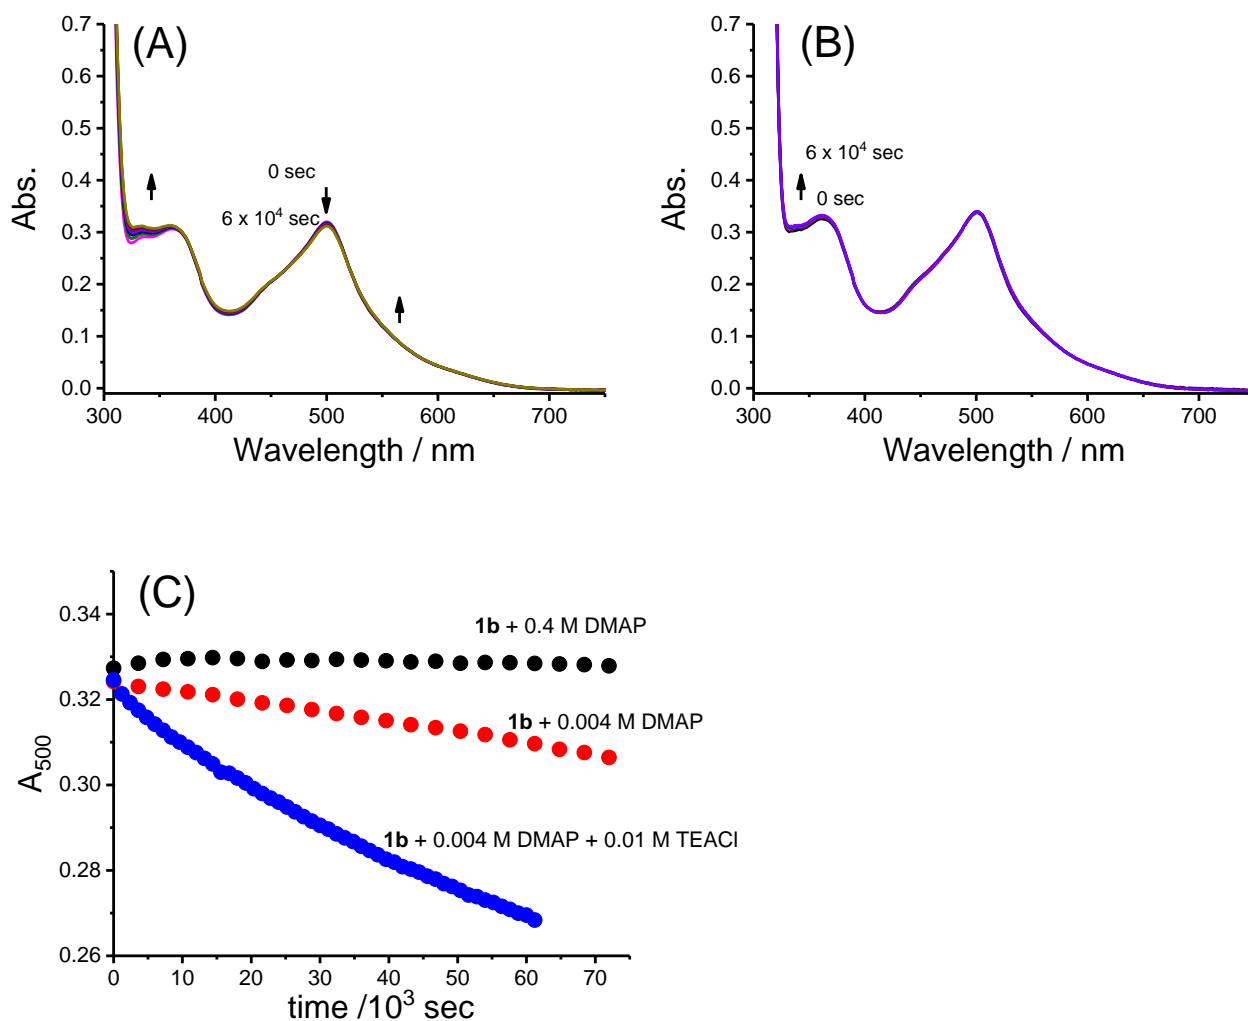 (A)
0.7
0.6
0.5
0.4
0.3
0.2
0.1
0.0
Abs.
0 sec
6 x 10⁴ sec
300 400 500 600 700
Wavelength / nm
(B)
0.7
0.6
0.5
0.4
0.3
0.2
0.1
0.0
Abs.
6 x 10⁴ sec
0 sec
300 400 500 600 700
Wavelength / nm
(C)
0.34
0.32
0.30
0.28
0.26
A₅₀₀
1b + 0.4 M DMAP
1b + 0.004 M DMAP
1b + 0.004 M DMAP + 0.01 M TEACl
0 10 20 30 40 50 60 70
time /10³ sec